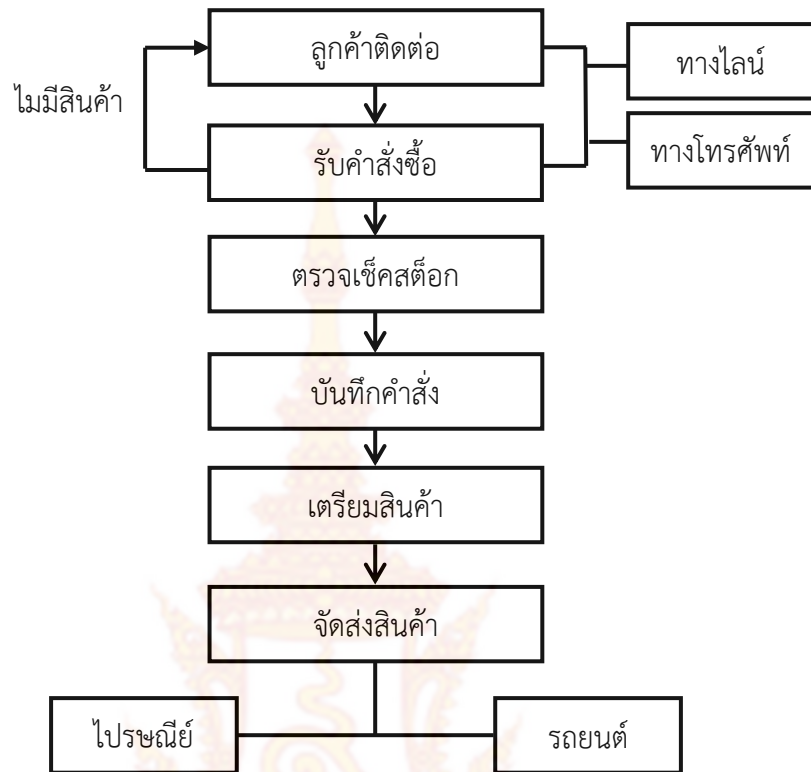 ลูกค้าติดต่อ
ทางไลน์
ไมมีสินค้า
รับคำสั่งซื้อ
ทางโทรศัพท์
ตรวจเช็คสต็อก
บันทึกคำสั่ง
เตรียมสินค้า
จัดส่งสินค้า
ไปรษณีย์
รถยนต์